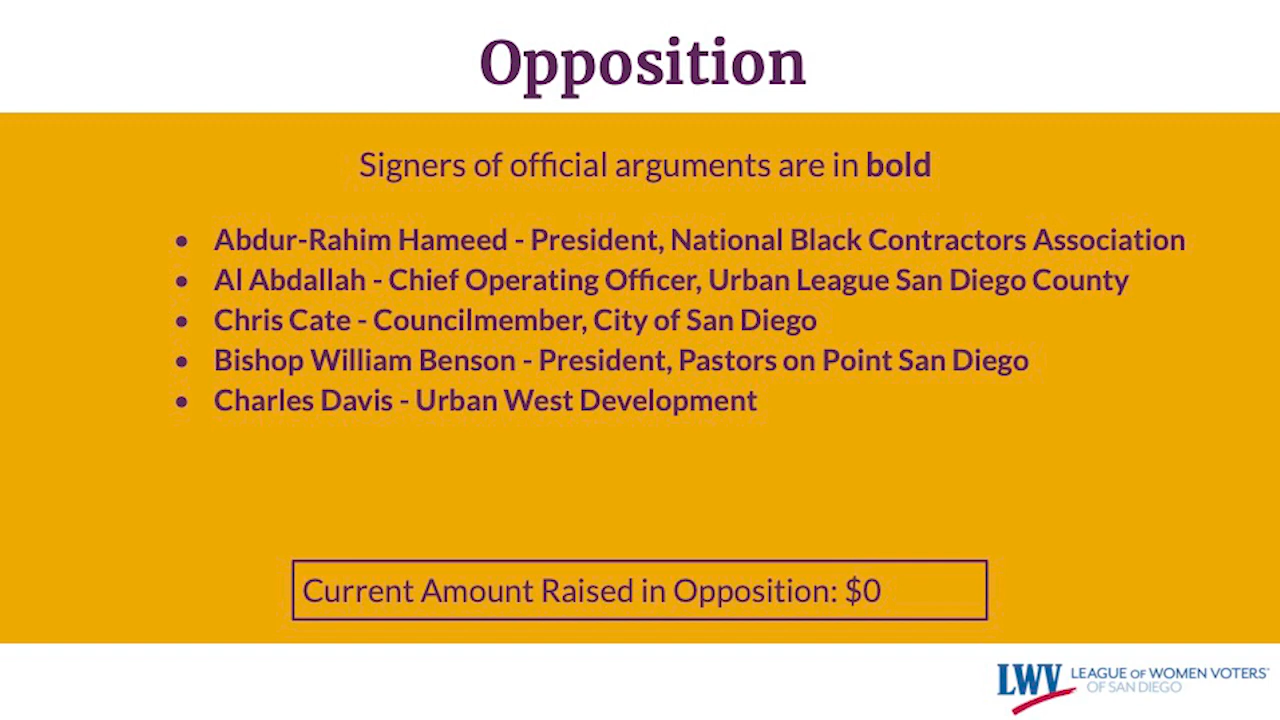 Opposition
Signers of official arguments are in bold
• Abdur-Rahim Hameed - President, National Black Contractors Association
• Al Abdallah - Chief Operating Officer, Urban League San Diego County
• Chris Cate - Councilmember, City of San Diego
• Bishop William Benson - President, Pastors on Point San Diego
• Charles Davis - Urban West Development
Current Amount Raised in Opposition: $0
LWV LEAGUE OF WOMEN VOTERS®
OF SAN DIEGO